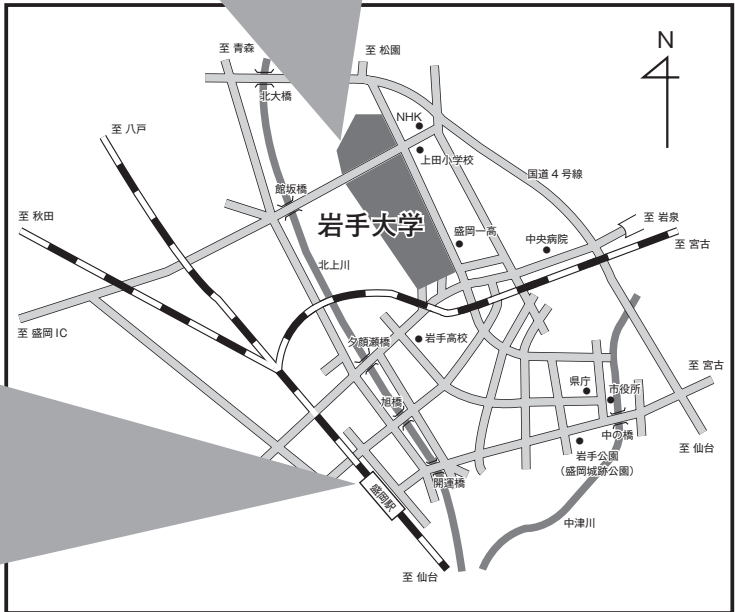 至 青森
至 松園
N
北大橋
NHK
至 八戸
上田小学校
国道４号線
館坂橋
至 秋田
岩手大学
至 岩泉
盛岡一高
中央病院
至 宮古
北上川
至 盛岡IC
夕顔瀬橋
岩手高校
至 宮古
県庁
市役所
旭橋
中の橋
至 仙台
岩手公園
（盛岡城跡公園）
開運橋
盛岡駅
中津川
至 仙台